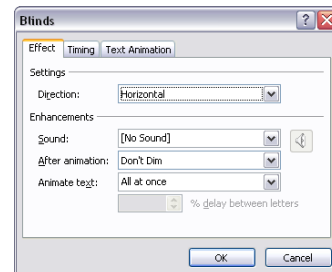 Blinds
Effect Timing Text Animation
Settings
Direction: Horizontal
Enhancements
Sound: [No Sound]
After animation: Don't Dim
Animate text: All at once
% delay between letters
OK Cancel